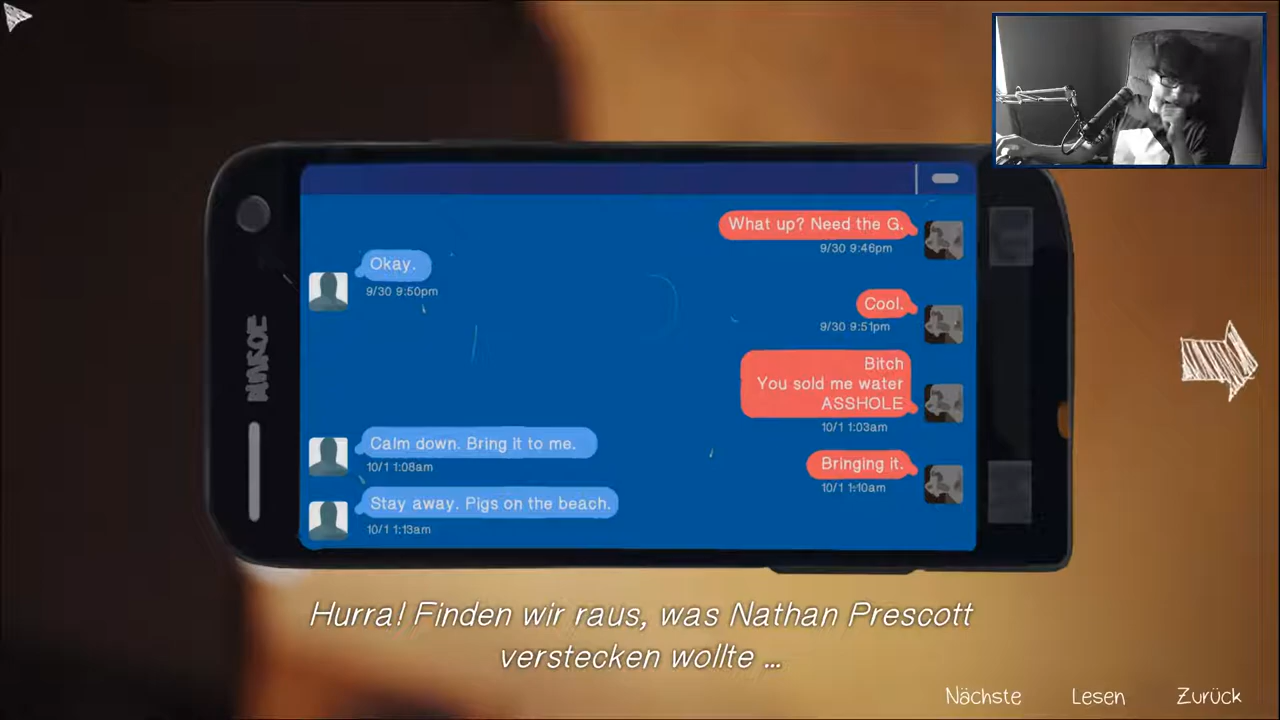 What up? Need the G.
9/30 9:46pm
Okay.
9/30 9:50pm
Cool.
9/30 9:51pm
Bitch
You sold me water
ASSHOLE
10/1 1:03am
Calm down. Bring it to me.
10/1 1:08am
Bringing it.
10/1 1:10am
Stay away. Pigs on the beach.
10/1 1:13am
Hurra! Finden wir raus, was Nathan Prescott
verstecken wollte ...
Nächste Lesen Zurück